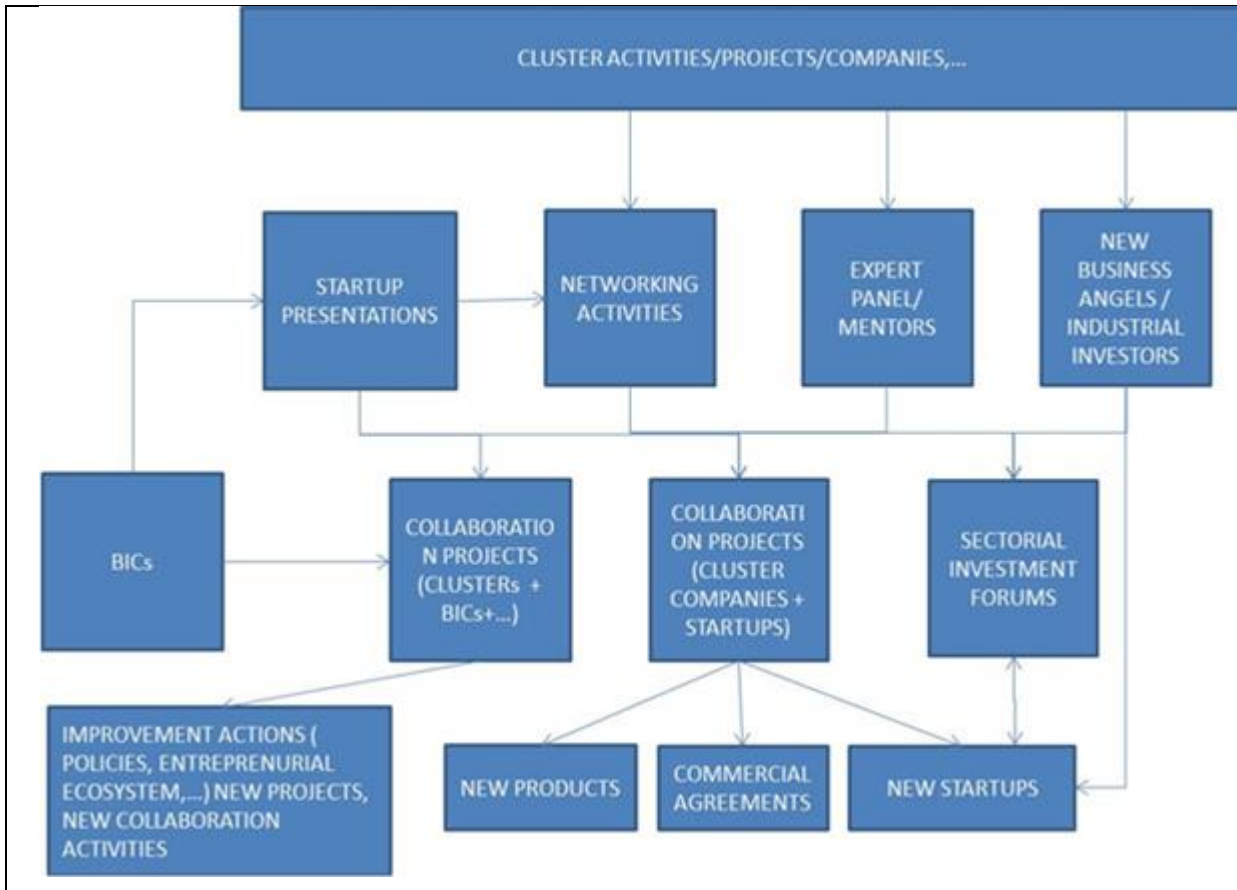 CLUSTER ACTIVITIES/PROJECTS/COMPANIES,...
STARTUP
PRESENTATIONS
NETWORKING
ACTIVITIES
EXPERT
PANEL/
MENTORS
NEW
BUSINESS
ANGELS /
INDUSTRIAL
INVESTORS
BICs
COLLABORATIO
N PROJECTS
(CLUSTERs +
BICs+...)
COLLABORATI
ON PROJECTS
(CLUSTER
COMPANIES +
STARTUPS)
SECTORIAL
INVESTMENT
FORUMS
IMPROVEMENT ACTIONS (
POLICIES, ENTREPRENURIAL
ECOSYSTEM,...) NEW PROJECTS,
NEW COLLABORATION
ACTIVITIES
NEW PRODUCTS
COMMERCIAL
AGREEMENTS
NEW STARTUPS